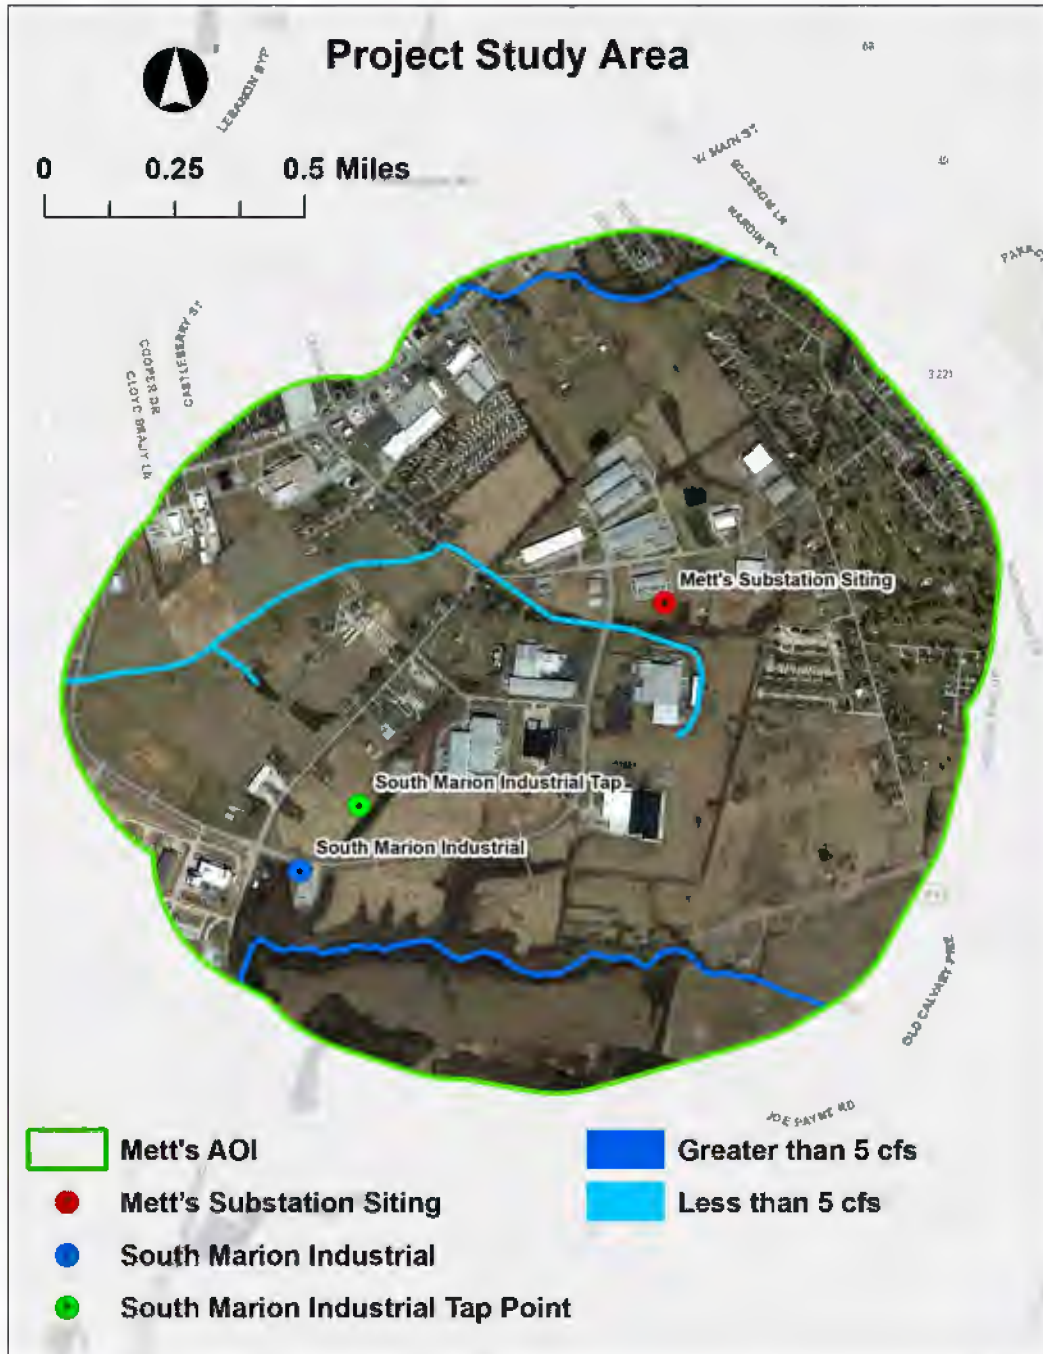 Project Study Area
LEBANON BYP
68
0 0.25 0.5 Miles
W MAIN ST
BLOSSOM LN
HARDIN PL
CASTLEBERRY ST
COOPER DR
CLOYD BRADY LN
3221
Mett's Substation Siting
South Marion Industrial Tap
South Marion Industrial
OLD CALVARY PIKE
JOE PAYNE RD
Mett's AOI
Mett's Substation Siting
South Marion Industrial
South Marion Industrial Tap Point
Greater than 5 cfs
Less than 5 cfs